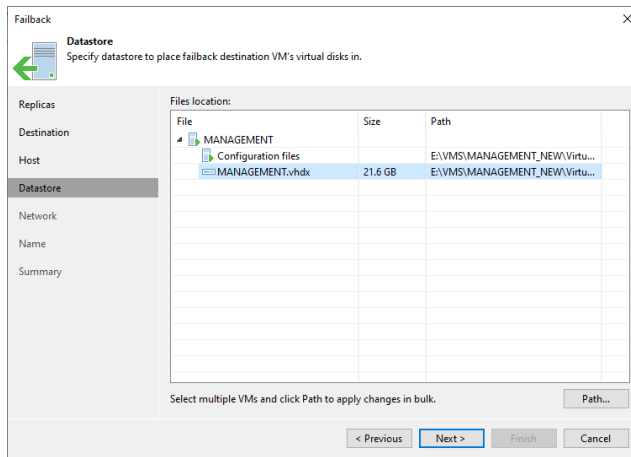 Failback
Datastore
Specify datastore to place failback destination VM's virtual disks in.
Replicas
Destination
Host
Datastore
Network
Name
Summary
Files location:
File Size Path
MANAGEMENT
Configuration files E:\VMS\MANAGEMENT_NEW\Virtu...
MANAGEMENT.vhdx 21.6 GB E:\VMS\MANAGEMENT_NEW\Virtu...
Select multiple VMs and click Path to apply changes in bulk. Path...
< Previous Next > Finish Cancel